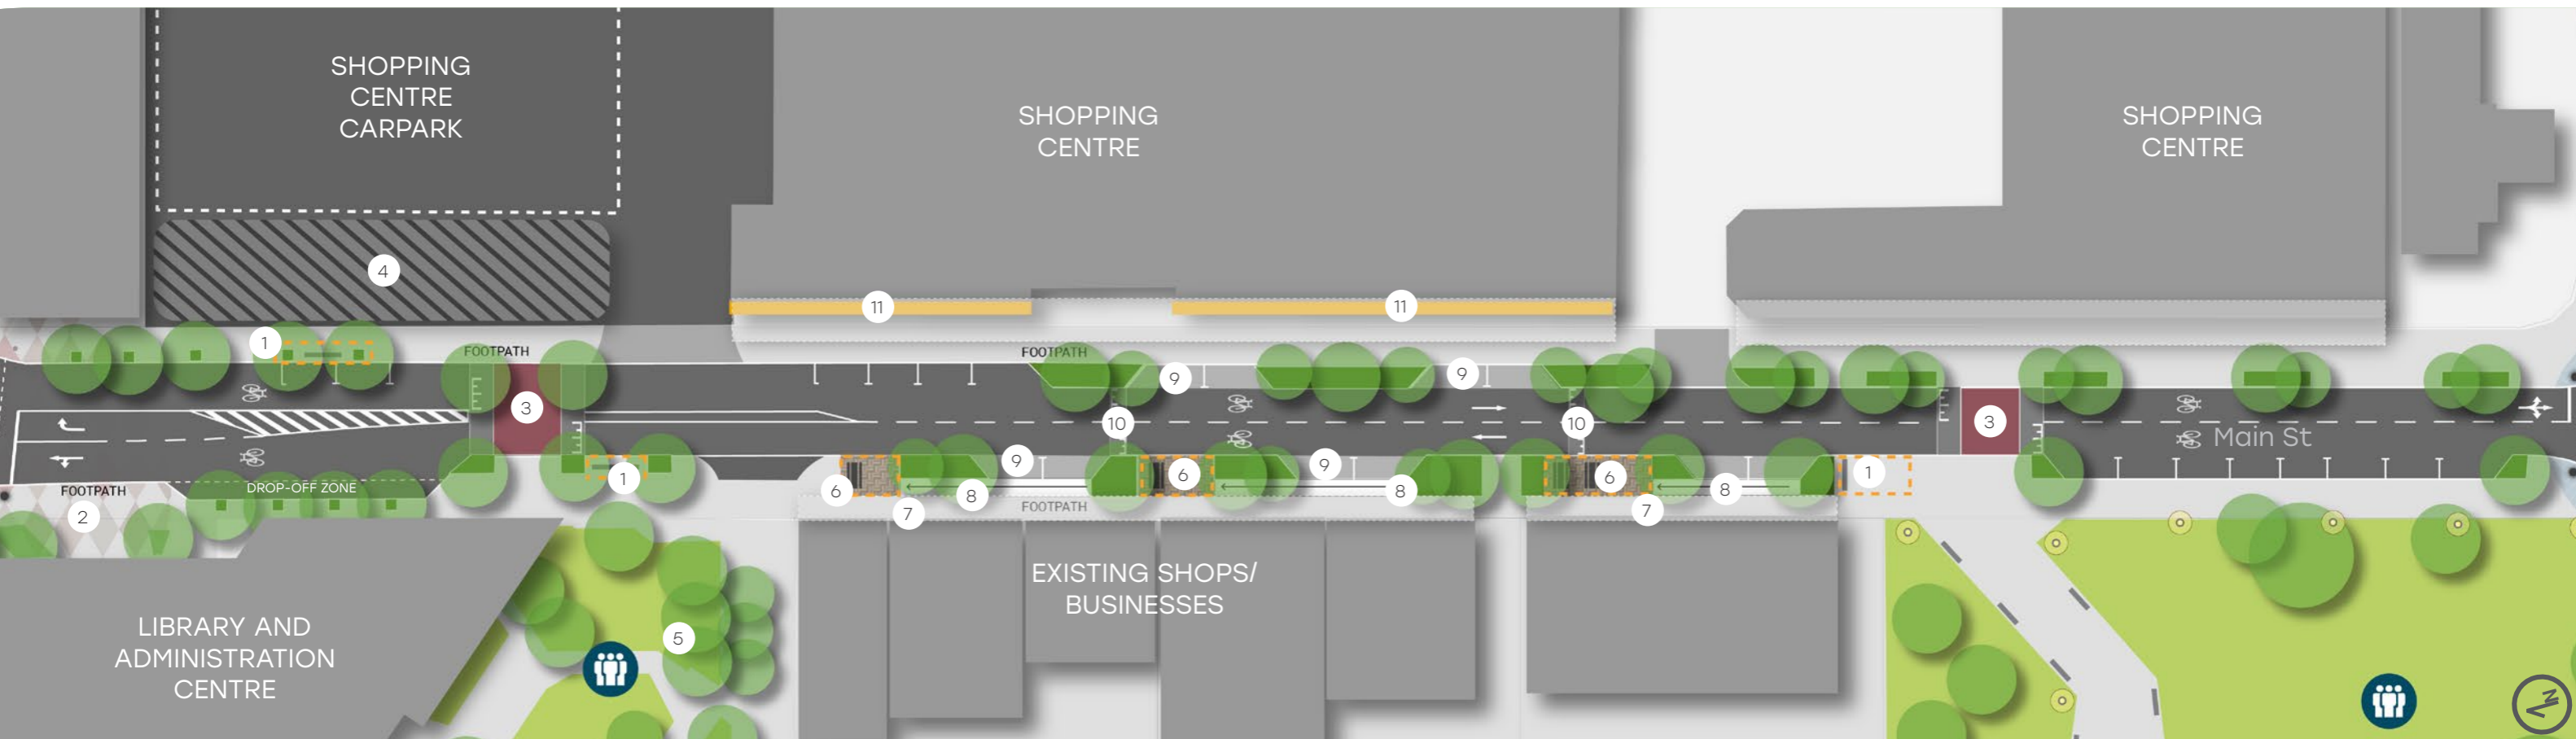 SHOPPING
CENTRE
CARPARK
SHOPPING
CENTRE
SHOPPING
CENTRE
4
11
11
1
FOOTPATH
FOOTPATH
9
9
3
10
10
3
Main St
9
9
1
6
6
6
1
DROP-OFF ZONE
FOOTPATH
8
8
8
2
7
FOOTPATH
7
EXISTING SHOPS/
BUSINESSES
LIBRARY AND
ADMINISTRATION
CENTRE
5
N